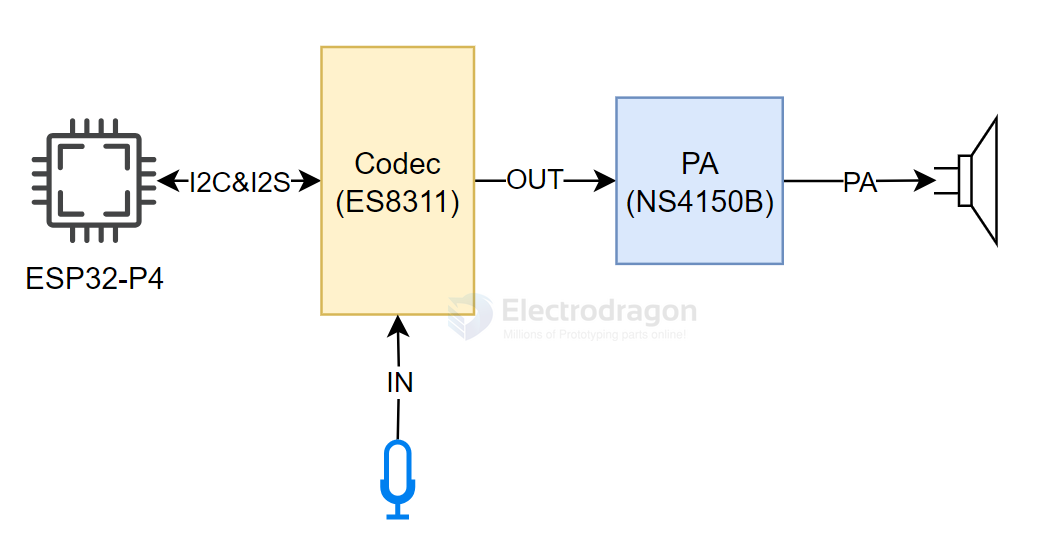 ESP32-P4
I2C&I2S
Codec
(ES8311)
OUT
PA
(NS4150B)
PA
IN
Electrodragon
Millions of Prototyping parts online!